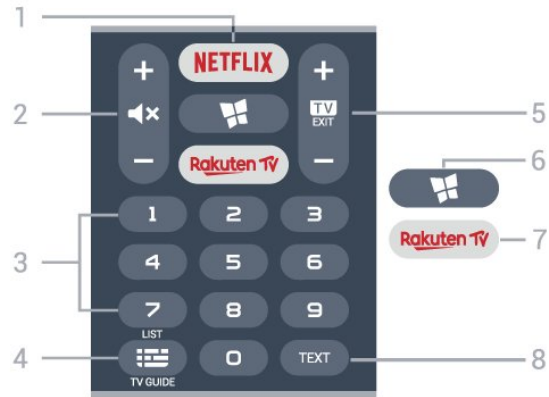 1
NETFLIX
+ +
2
TV
EXIT
5
6
- -
Rakuten TV
Rakuten TV
7
1 2 3
3
4 5 6
7 8 9
LIST
4
0
TEXT
8
TV GUIDE